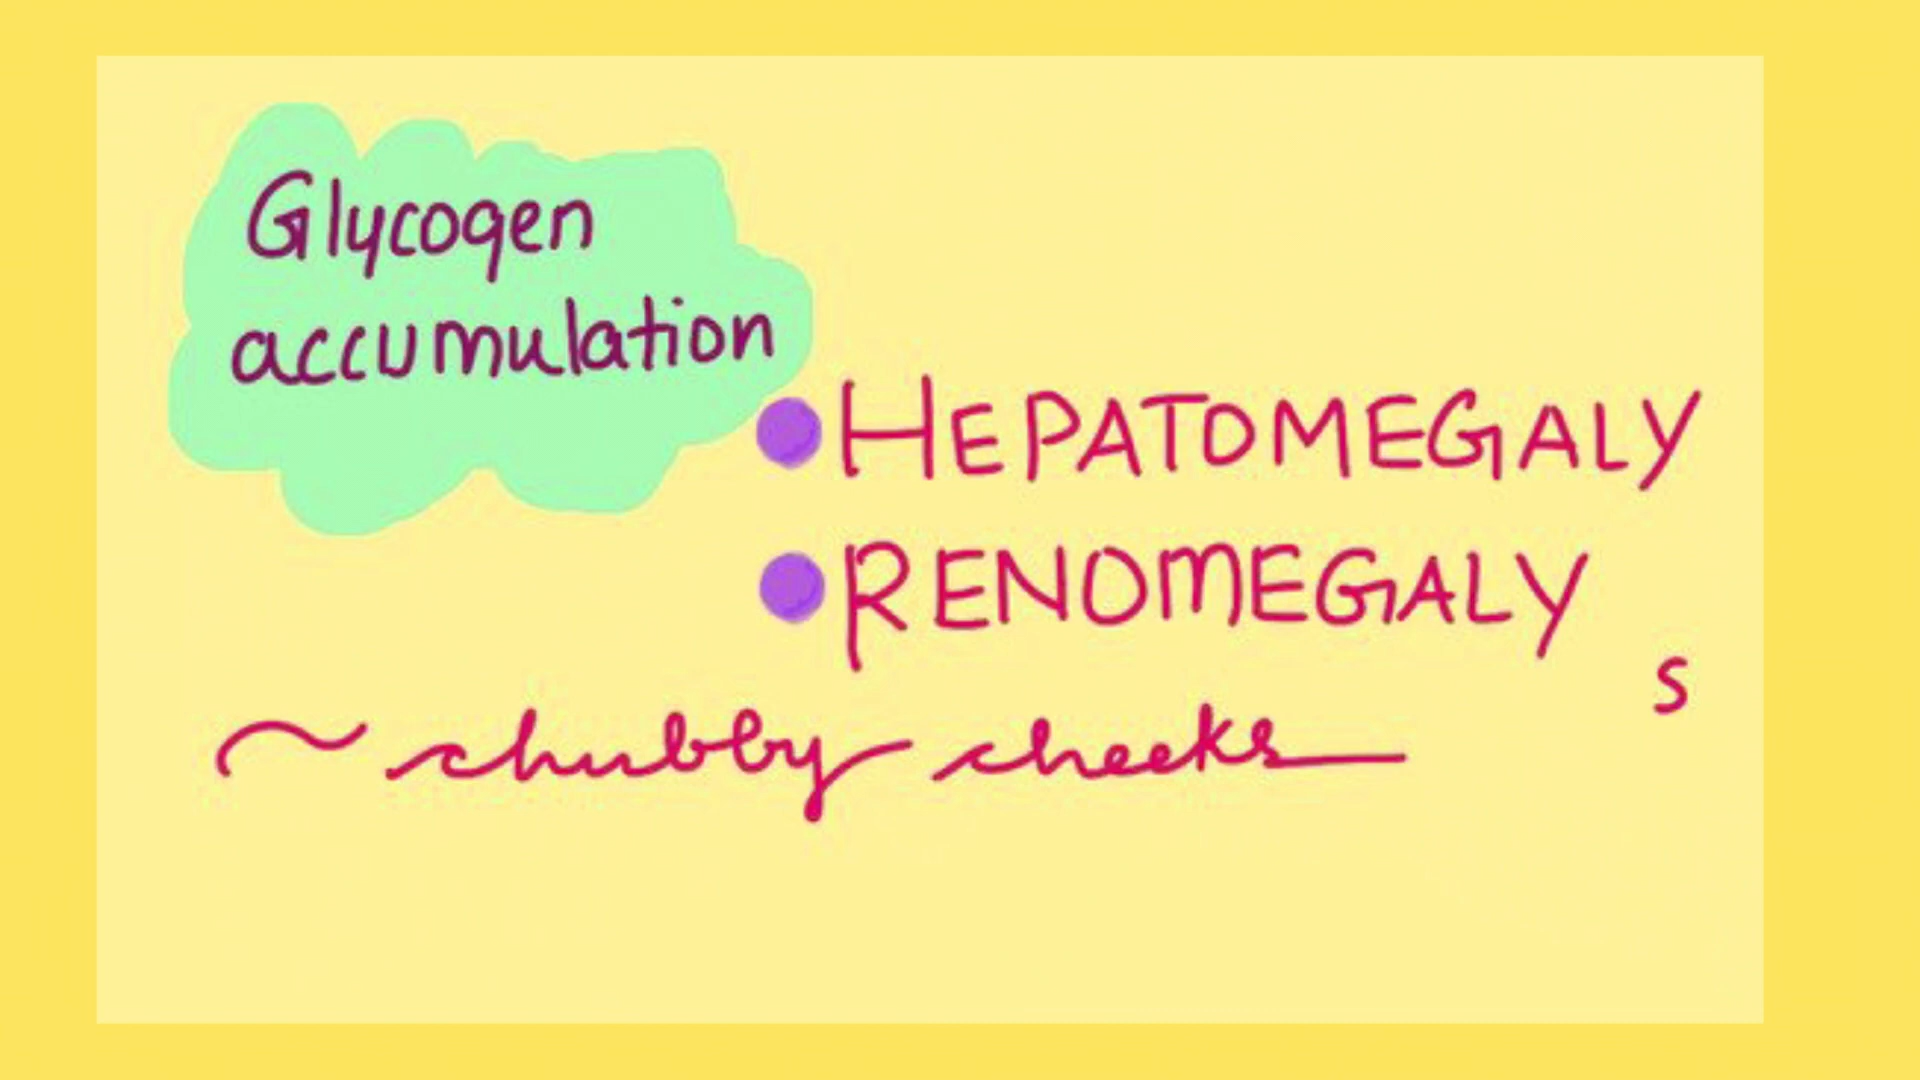 Glycogen
accumulation
HEPATOMEGALY
RENOMEGALY
s
~ chubby cheeks